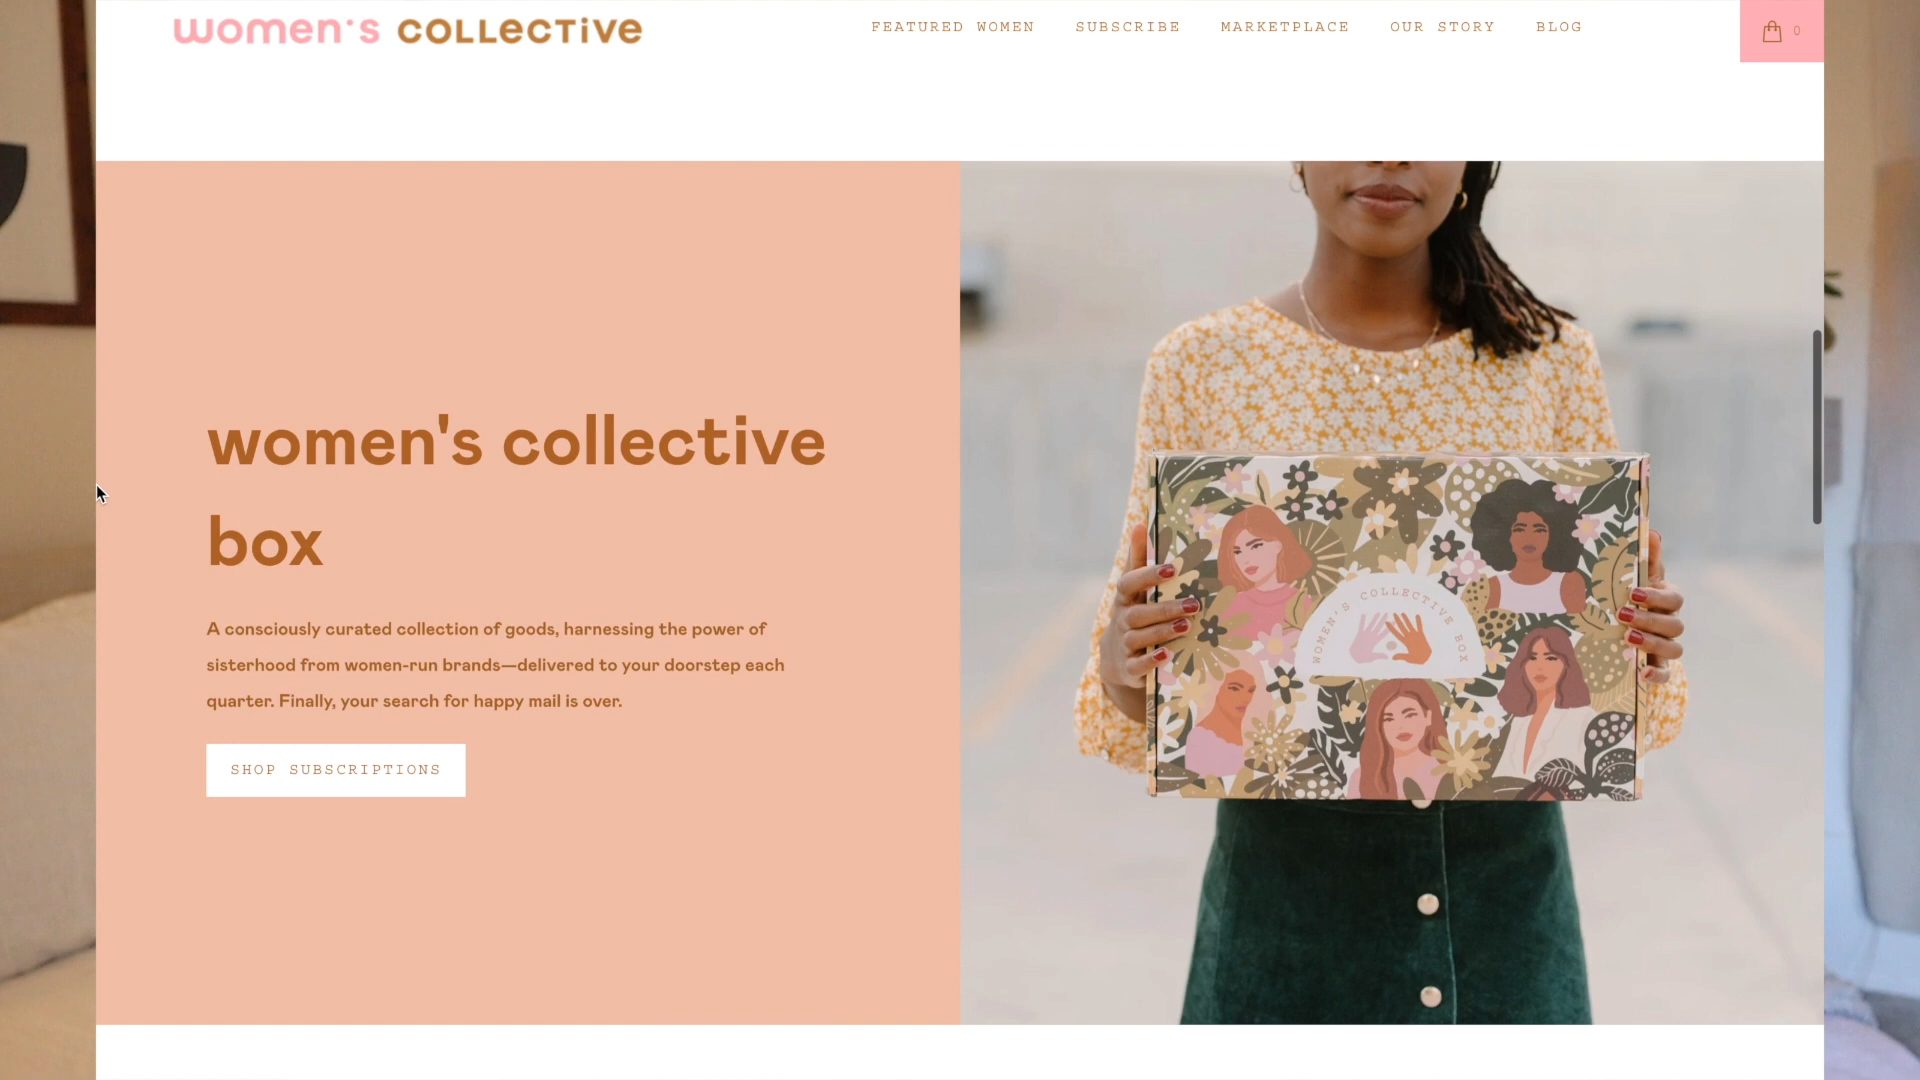 women's COLLECTIVE
FEATURED WOMEN
SUBSCRIBE
MARKETPLACE
OUR STORY
BLOG
0
women's collective
box
A consciously curated collection of goods, harnessing the power of
sisterhood from women-run brands—delivered to your doorstep each
quarter. Finally, your search for happy mail is over.
SHOP SUBSCRIPTIONS
WOMEN'S COLLECTIVE BOX